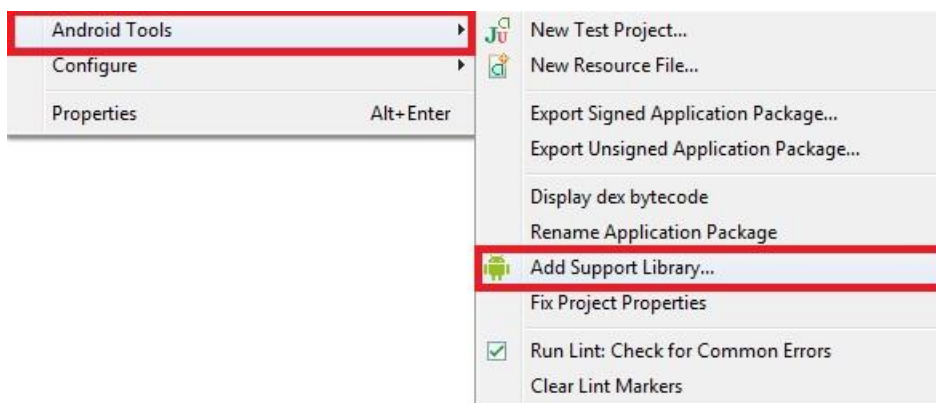 Android Tools
Configure
Properties Alt+Enter
New Test Project...
New Resource File...
Export Signed Application Package...
Export Unsigned Application Package...
Display dex bytecode
Rename Application Package
Add Support Library...
Fix Project Properties
Run Lint: Check for Common Errors
Clear Lint Markers